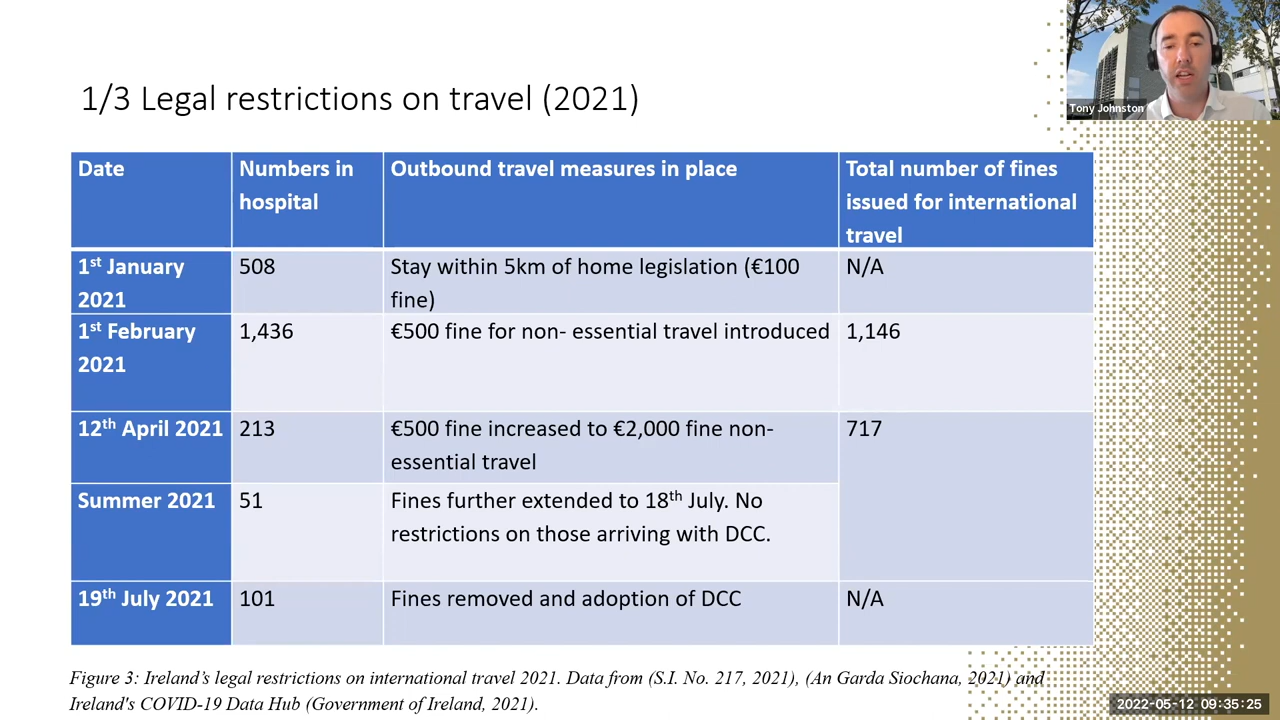 1/3 Legal restrictions on travel (2021)
Tony Johnston
Date
Numbers in
hospital
Outbound travel measures in place
Total number of fines
issued for international
travel
1st January
2021
508
Stay within 5km of home legislation (€100
fine)
N/A
1st February
2021
1,436
€500 fine for non- essential travel introduced
1,146
12th April 2021
213
€500 fine increased to €2,000 fine non-
essential travel
717
Summer 2021
51
Fines further extended to 18th July. No
restrictions on those arriving with DCC.
19th July 2021
101
Fines removed and adoption of DCC
N/A
Figure 3: Ireland’s legal restrictions on international travel 2021. Data from (S.I. No. 217, 2021), (An Garda Siochana, 2021) and
Ireland's COVID-19 Data Hub (Government of Ireland, 2021).
2022-05-12 09:35:25